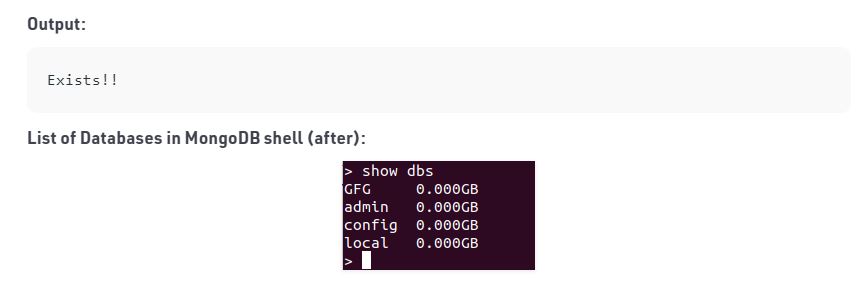 Output:
Exists!!
List of Databases in MongoDB shell (after):
> show dbs
GFG     0.000GB
admin   0.000GB
config  0.000GB
local   0.000GB
>